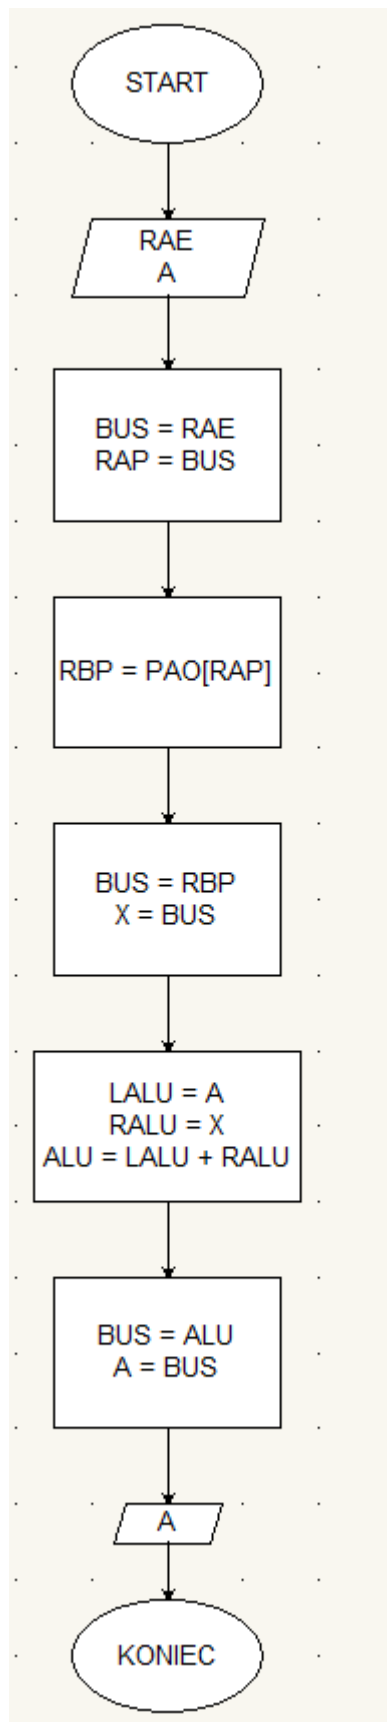 START
RAE
A
BUS = RAE
RAP = BUS
RBP = PAO[RAP]
BUS = RBP
X = BUS
LALU = A
RALU = X
ALU = LALU + RALU
BUS = ALU
A = BUS
A
KONIEC